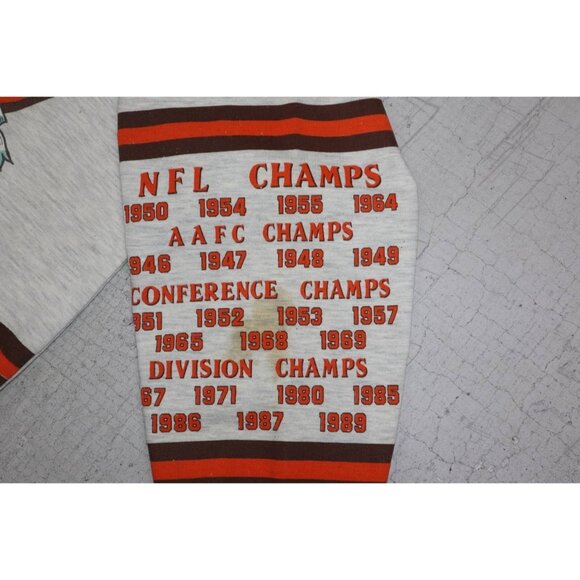 NFL CHAMPS
1950 1954 1955 1964
AAFC CHAMPS
946 1947 1948 1949
CONFERENCE CHAMPS
951 1952 1953 1957
1965 1968 1969
DIVISION CHAMPS
67 1971 1980 1985
1986 1987 1989